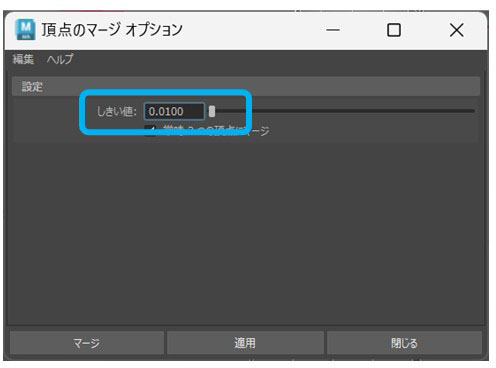 頂点のマージ オプション
編集 ヘルプ
設定
しきい値: 0.0100
2 つの頂点にマージ
マージ 適用 閉じる